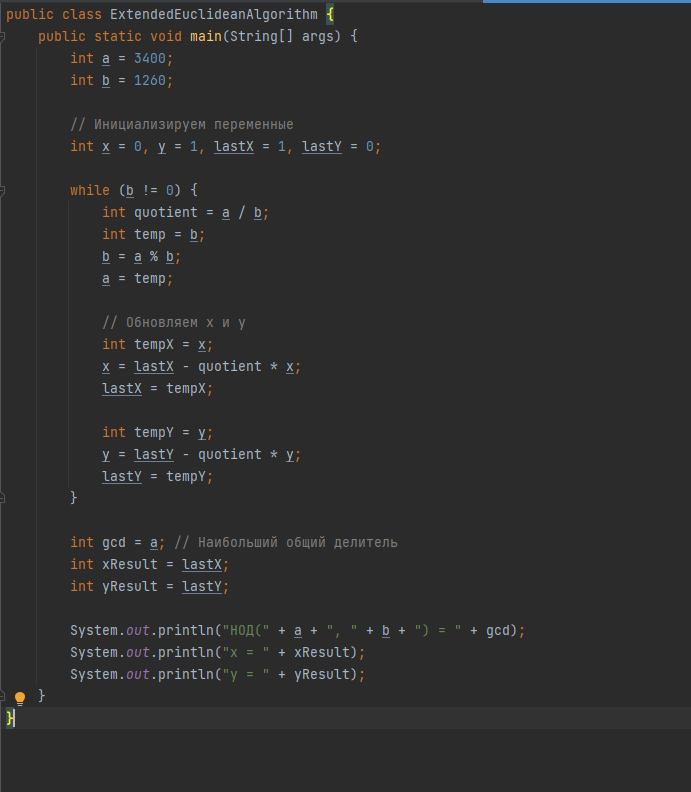 public class ExtendedEuclideanAlgorithm {
    public static void main(String[] args) {
        int a = 3400;
        int b = 1260;

        // Инициализируем переменные
        int x = 0, y = 1, lastX = 1, lastY = 0;

        while (b != 0) {
            int quotient = a / b;
            int temp = b;
            b = a % b;
            a = temp;

            // Обновляем x и y
            int tempX = x;
            x = lastX - quotient * x;
            lastX = tempX;

            int tempY = y;
            y = lastY - quotient * y;
            lastY = tempY;
        }

        int gcd = a; // Наибольший общий делитель
        int xResult = lastX;
        int yResult = lastY;

        System.out.println("НОД(" + a + ", " + b + ") = " + gcd);
        System.out.println("x = " + xResult);
        System.out.println("y = " + yResult);
    }
}